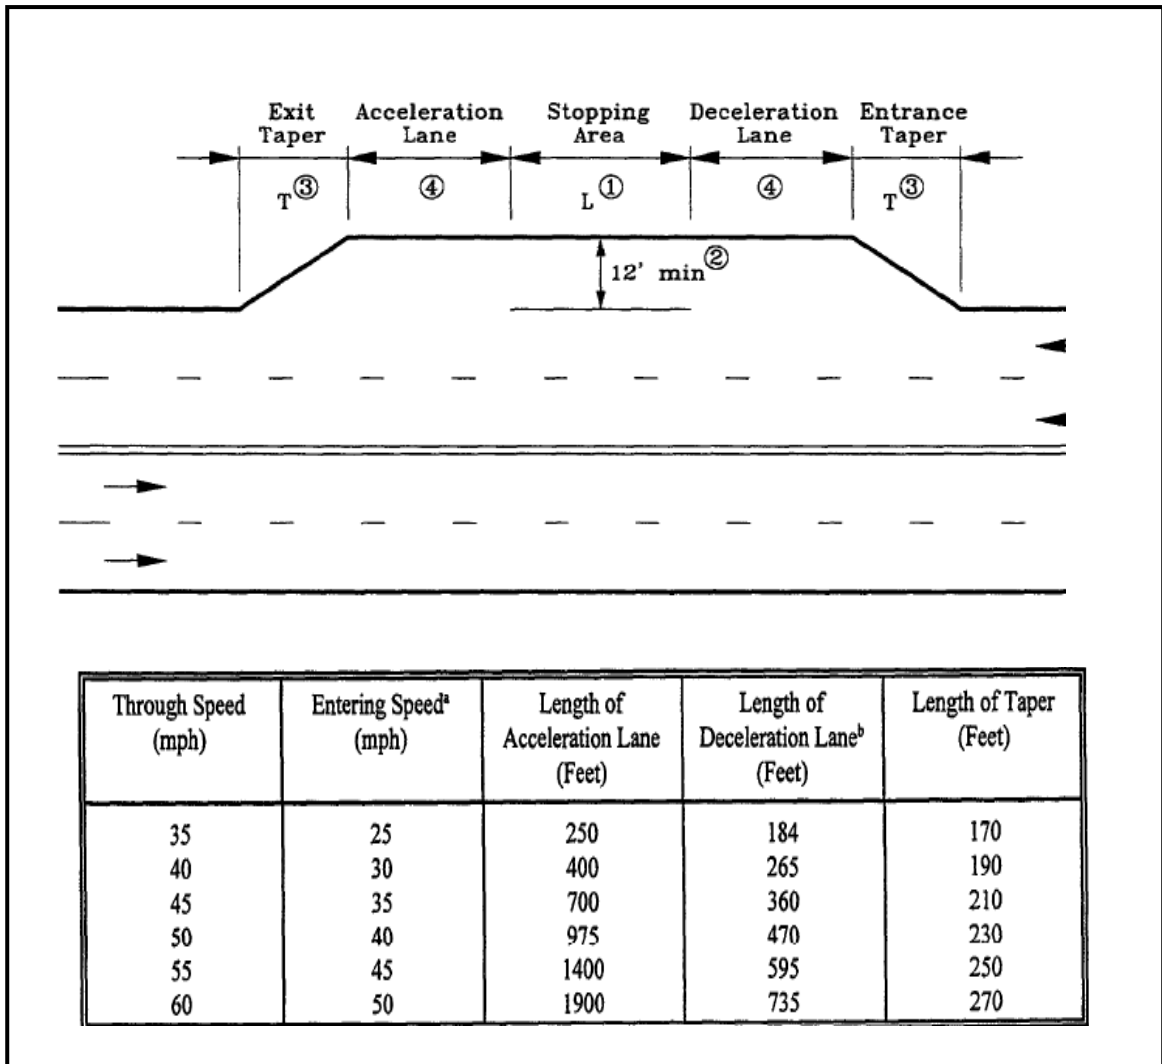 Exit Acceleration Stopping Deceleration Entrance
Taper Lane Area Lane Taper
T③ ④ L① ④ T③
12' min②
Through Speed (mph) Entering Speedᵃ (mph) Length of Acceleration Lane (Feet) Length of Deceleration Laneᵇ (Feet) Length of Taper (Feet)
35 25 250 184 170
40 30 400 265 190
45 35 700 360 210
50 40 975 470 230
55 45 1400 595 250
60 50 1900 735 270